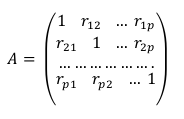 1 r₁₂ ... r₁ₚ
r₂₁ 1 ... r₂ₚ
A = ... ... ... ... ... ... .
rₚ₁ rₚ₂ ... 1